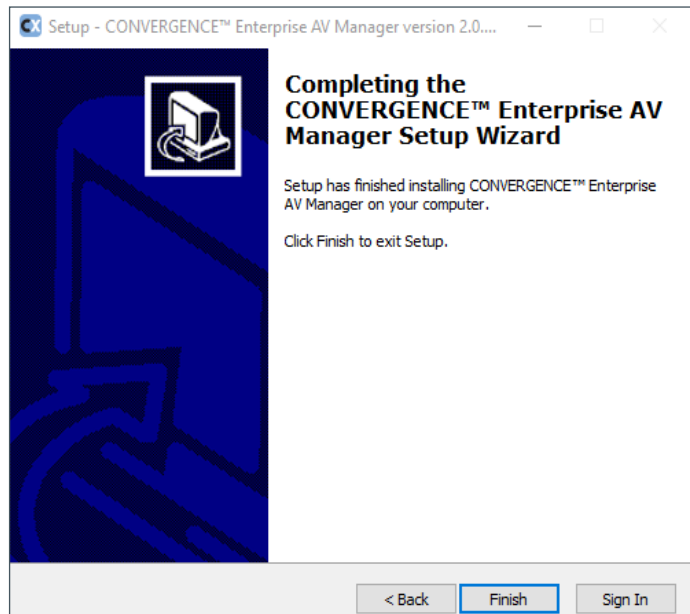 CX Setup - CONVERGENCE™ Enterprise AV Manager version 2.0....
Completing the
CONVERGENCE™ Enterprise AV
Manager Setup Wizard
Setup has finished installing CONVERGENCE™ Enterprise
AV Manager on your computer.
Click Finish to exit Setup.
< Back Finish Sign In